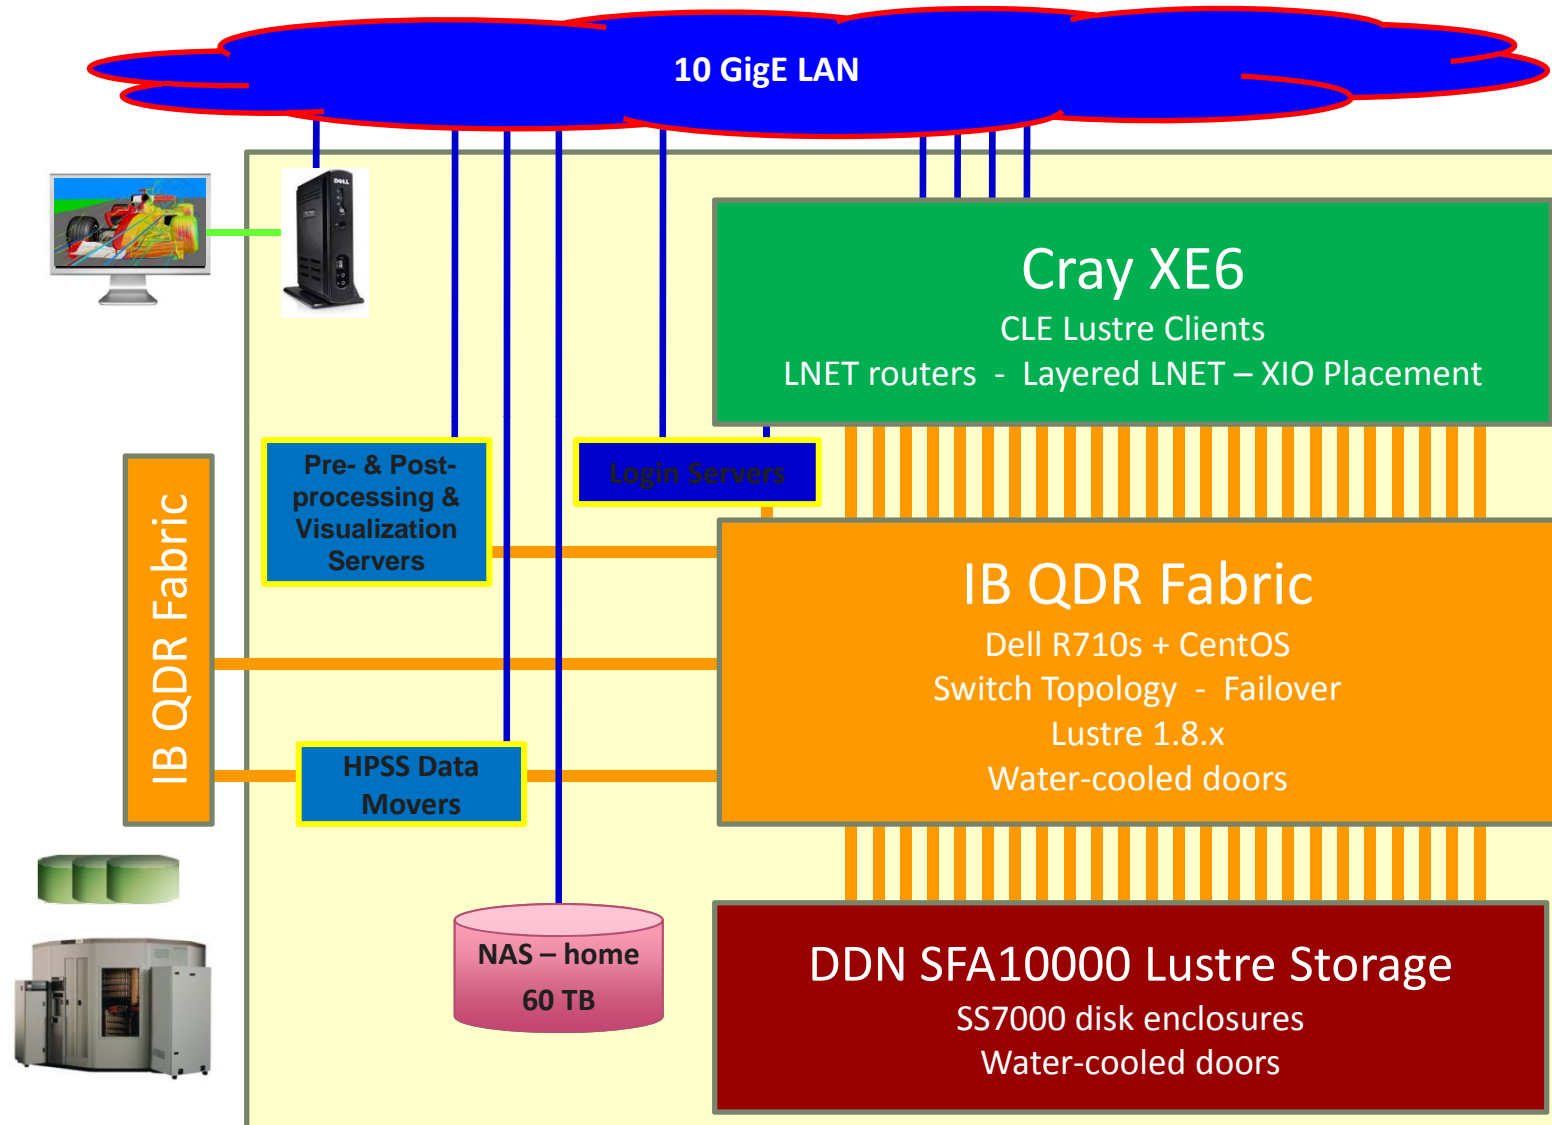 10 GigE LAN
DELL
Cray XE6
CLE Lustre Clients
LNET routers - Layered LNET – XIO Placement
Pre- & Post-
processing &
Visualization
Servers
Login Servers
IB QDR Fabric
IB QDR Fabric
Dell R710s + CentOS
Switch Topology - Failover
Lustre 1.8.x
Water-cooled doors
HPSS Data
Movers
NAS – home
60 TB
DDN SFA10000 Lustre Storage
SS7000 disk enclosures
Water-cooled doors